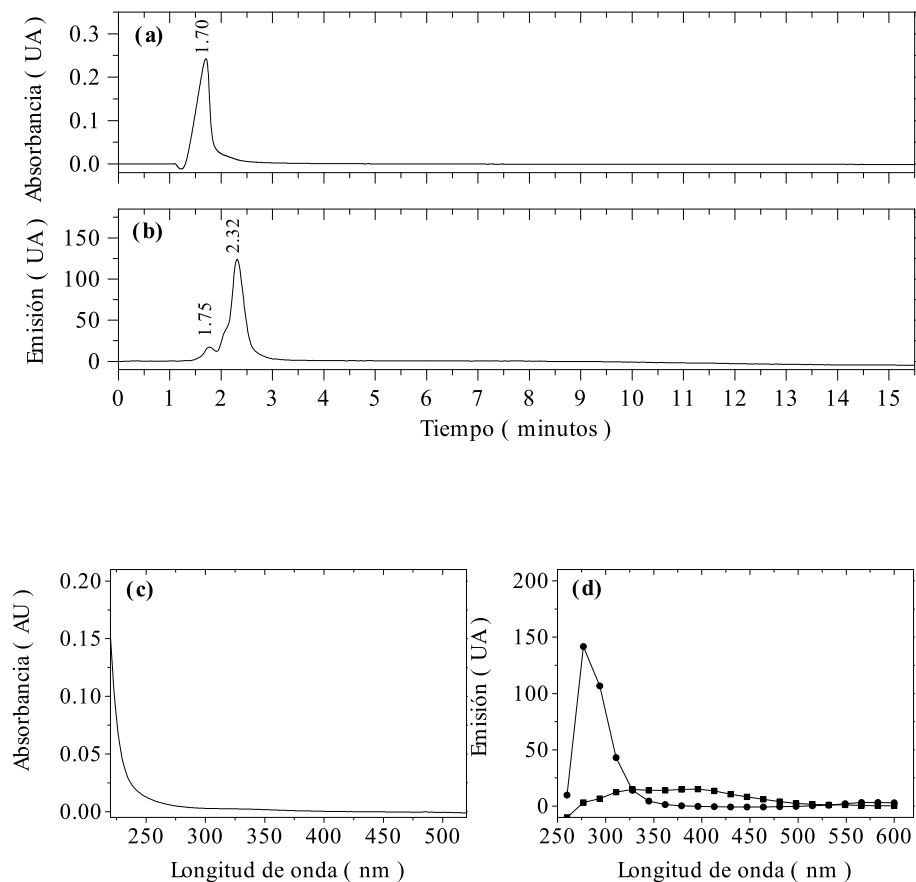 (a)
1.70
Absorbancia ( UA )
0.3
0.2
0.1
0.0
(b)
1.75
2.32
Emisión ( UA )
150
100
50
0
0 1 2 3 4 5 6 7 8 9 10 11 12 13 14 15
Tiempo ( minutos )
(c)
Absorbancia ( AU )
0.20
0.15
0.10
0.05
0.00
250 300 350 400 450 500
Longitud de onda ( nm )
(d)
Emisión ( UA )
200
150
100
50
0
250 300 350 400 450 500 550 600
Longitud de onda ( nm )